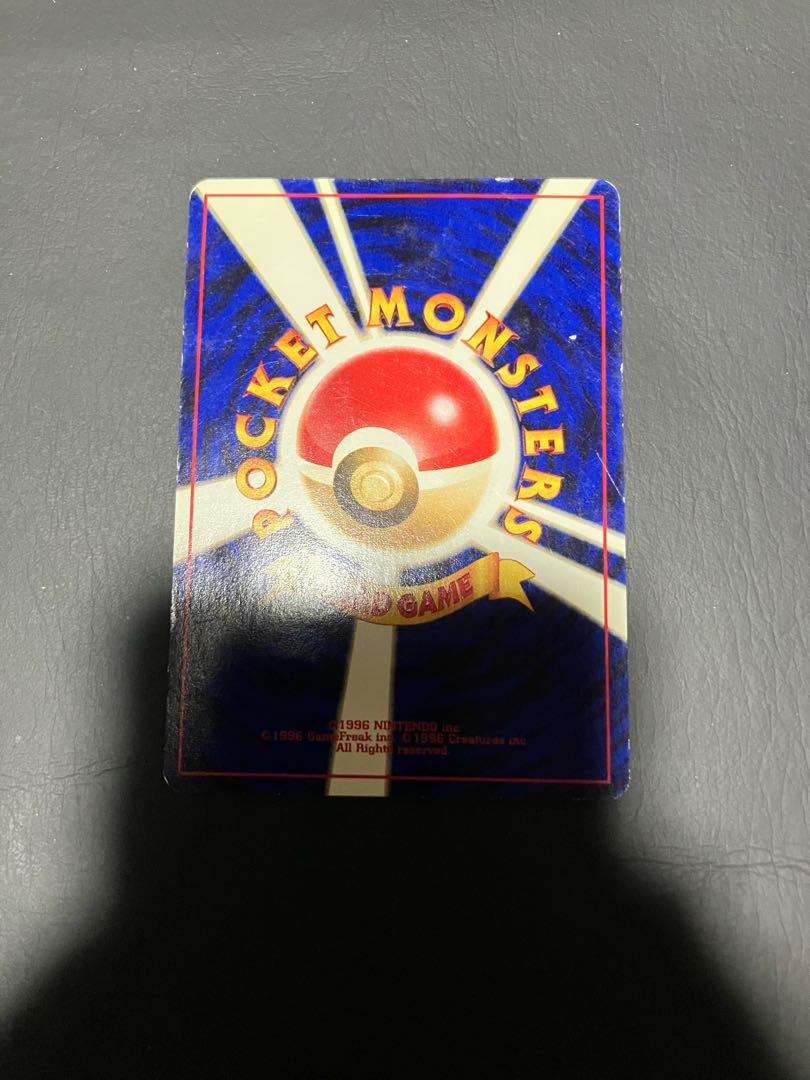 POCKET MONSTERS
CARD GAME
©1996 NINTENDO inc.
©1996 GameFreak inc. ©1996 Creatures inc.
All Rights reserved.